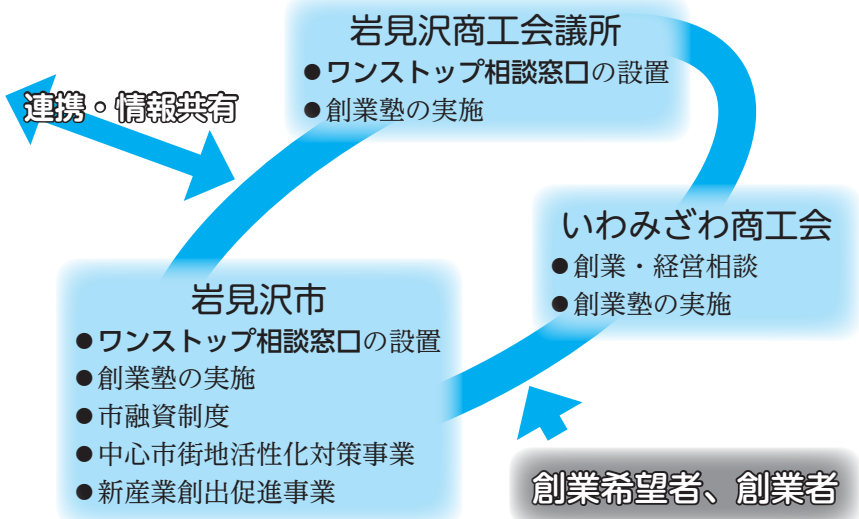 岩見沢商工会議所
●ワンストップ相談窓口の設置
●創業塾の実施
連携・情報共有
いわみざわ商工会
●創業・経営相談
●創業塾の実施
岩見沢市
●ワンストップ相談窓口の設置
●創業塾の実施
●市融資制度
●中心市街地活性化対策事業
●新産業創出促進事業
創業希望者、創業者